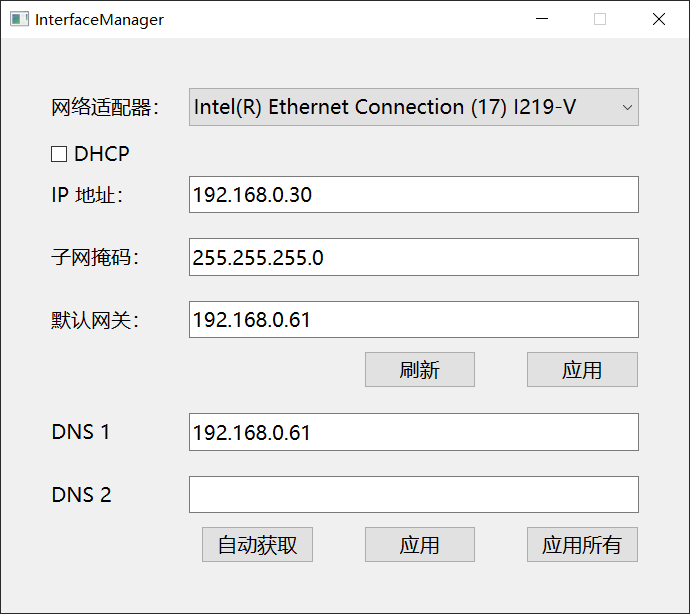 InterfaceManager
网络适配器： Intel(R) Ethernet Connection (17) I219-V
DHCP
IP 地址： 192.168.0.30
子网掩码： 255.255.255.0
默认网关： 192.168.0.61
刷新 应用
DNS 1 192.168.0.61
DNS 2
自动获取 应用 应用所有